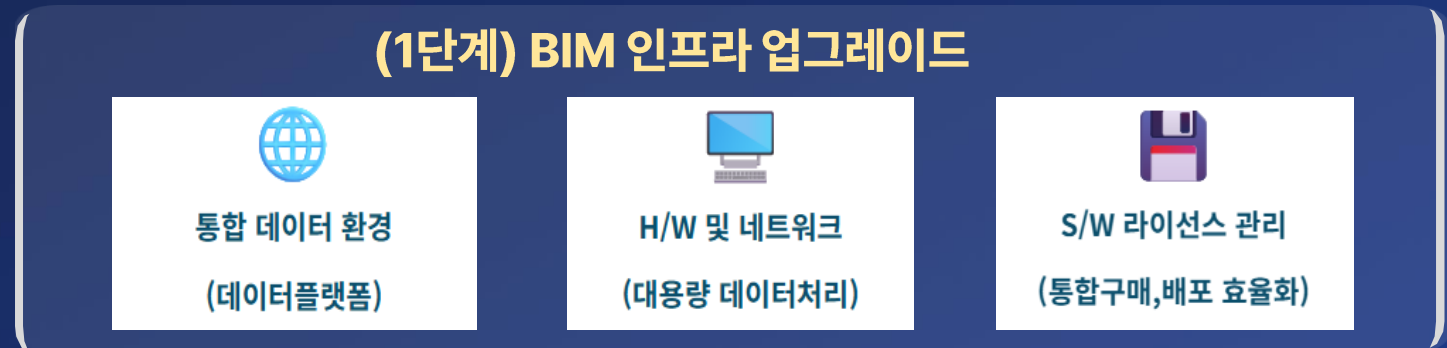 (1단계) BIM 인프라 업그레이드
통합 데이터 환경
(데이터플랫폼)
H/W 및 네트워크
(대용량 데이터처리)
S/W 라이선스 관리
(통합구매,배포 효율화)